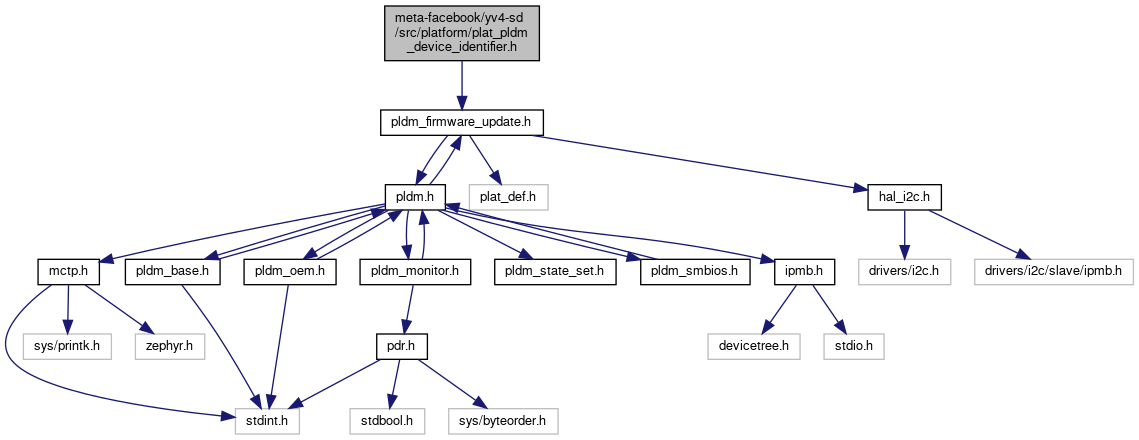 meta-facebook/yv4-sd
/src/platform/plat_pldm
_device_identifier.h
pldm_firmware_update.h
pldm.h
plat_def.h
hal_i2c.h
mctp.h
pldm_base.h
pldm_oem.h
pldm_monitor.h
pldm_state_set.h
pldm_smbios.h
ipmb.h
drivers/i2c.h
drivers/i2c/slave/ipmb.h
sys/printk.h
zephyr.h
pdr.h
devicetree.h
stdio.h
stdint.h
stdbool.h
sys/byteorder.h